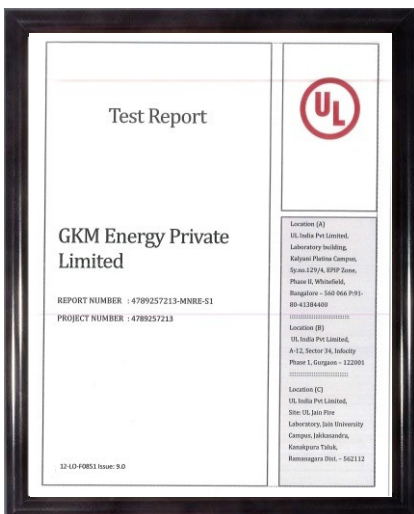 Test Report
GKM Energy Private
Limited
REPORT NUMBER : 4789257213-MNRE-S1
PROJECT NUMBER : 4789257213
12-LO-F0851 Issue: 9.0
UL
Location (A)
UL India Pvt Limited,
Laboratory building,
Kalyani Platina Campus,
Sy.no.129/4, EPIP Zone,
Phase II, Whitefield,
Bangalore – 560 066 P:91-
80-41384400
Location (B)
UL India Pvt Limited,
A-12, Sector 34, Infocity
Phase 1, Gurgaon – 122001
Location (C)
UL India Pvt Limited,
Site: UL Jain Fire
Laboratory, Jain University
Campus, Jakkasandra,
Kanakpura Taluk,
Ramanagara Dist. – 562112